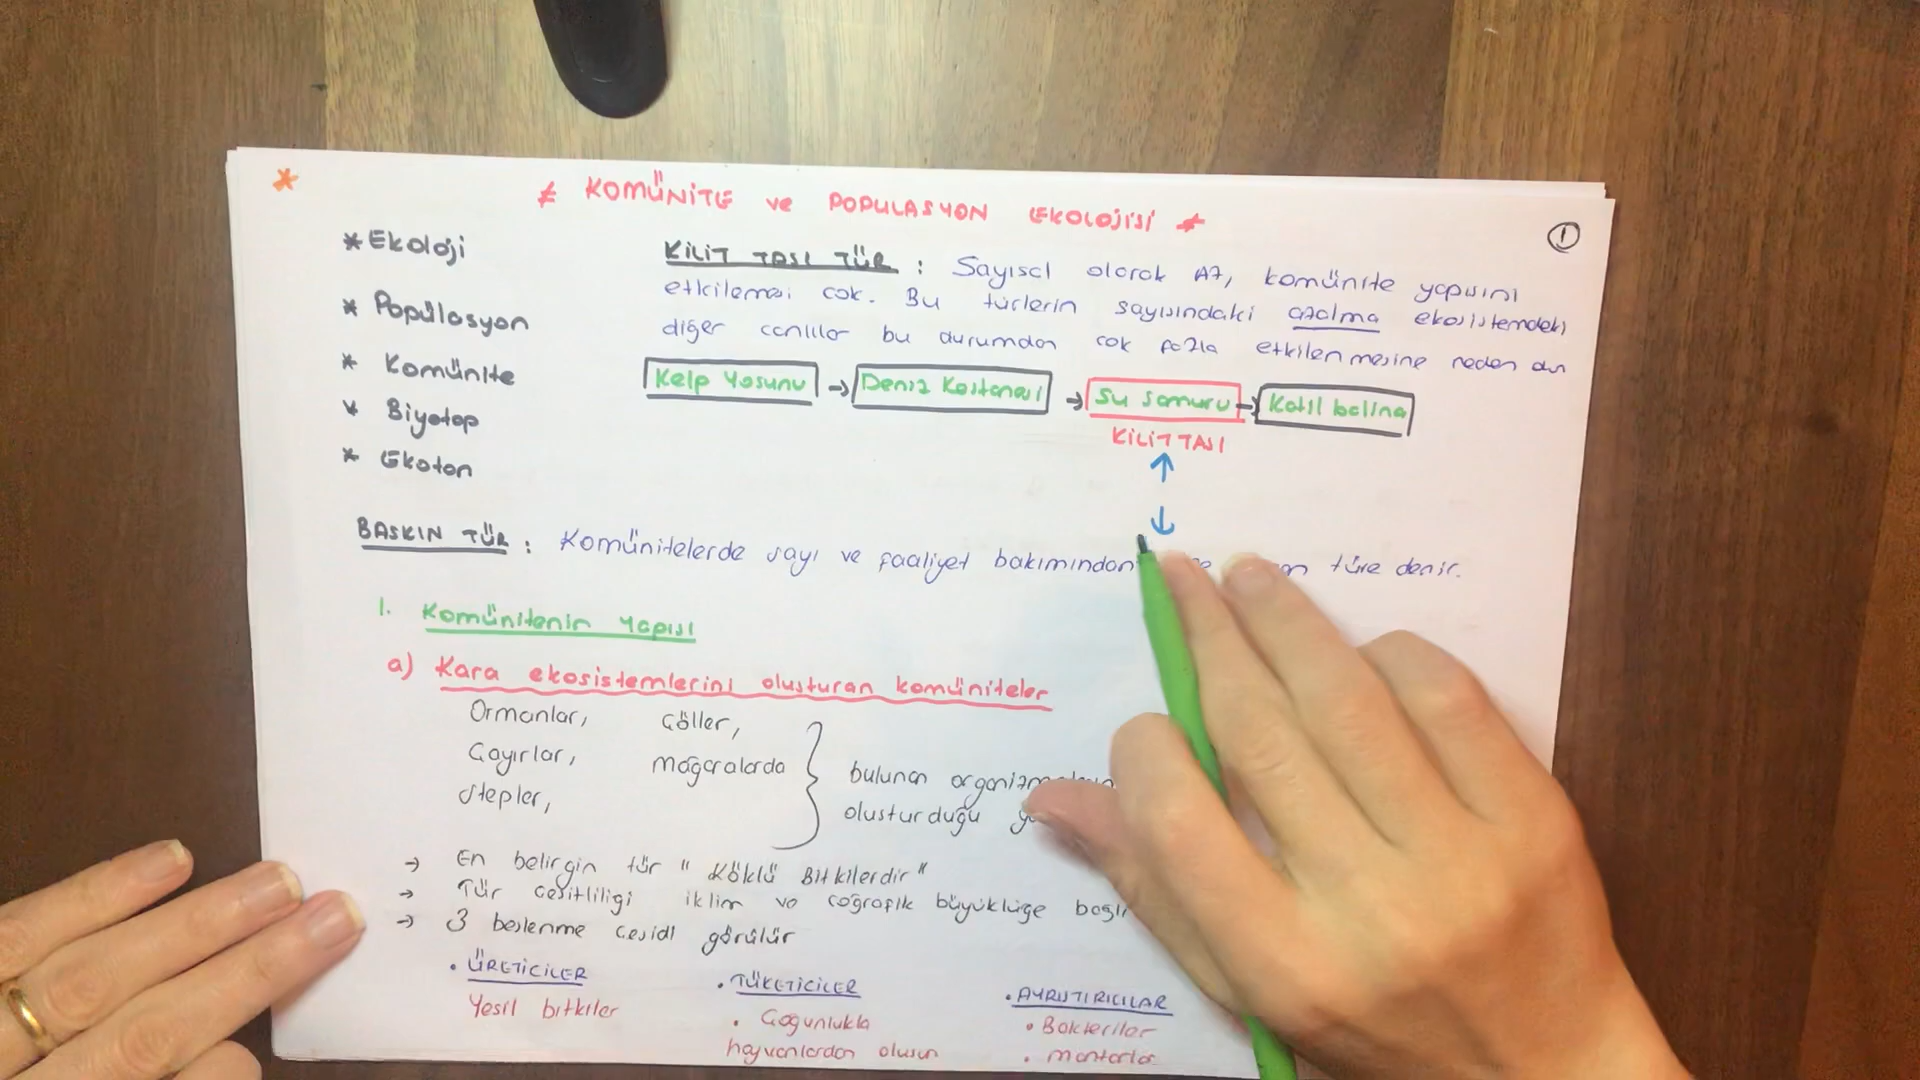 * KOMÜNİTE ve POPULASYON EKOLOJİSİ *
1
* Ekoloji
* Popülasyon
* Komünite
* Biyotop
* Ekoton
KİLİT TAŞI TÜR : Sayısal olarak AZ, komünite yapısını
etkilemesi çok. Bu türlerin sayısındaki azalma ekosistemdeki
diğer canlılar bu durumdan çok fazla etkilenmesine neden olur
Kelp Yosunu → Deniz Kestanesi → Su Samuru → Katil balina
KİLİT TAŞI
BASKIN TÜR : Komünitelerde sayı ve faaliyet bakımından türe denir.
1. Komünitenin Yapısı
a) Kara ekosistemlerini oluşturan komüniteler
Ormanlar, Çöller,
Çayırlar, mağaralarda
stepler,
bulunan
oluşturduğu
→ En belirgin tür " Köklü Bitkilerdir "
→ Tür çeşitliliği iklim ve coğrafik büyüklüğe
→ 3 beslenme çeşidi görülür
• ÜRETİCİLER
Yeşil bitkiler
• TÜKETİCİLER
• Çoğunlukla
hayvanlardan oluşur
• AYRIŞTIRICILAR
• Bakteriler
• mantarlar